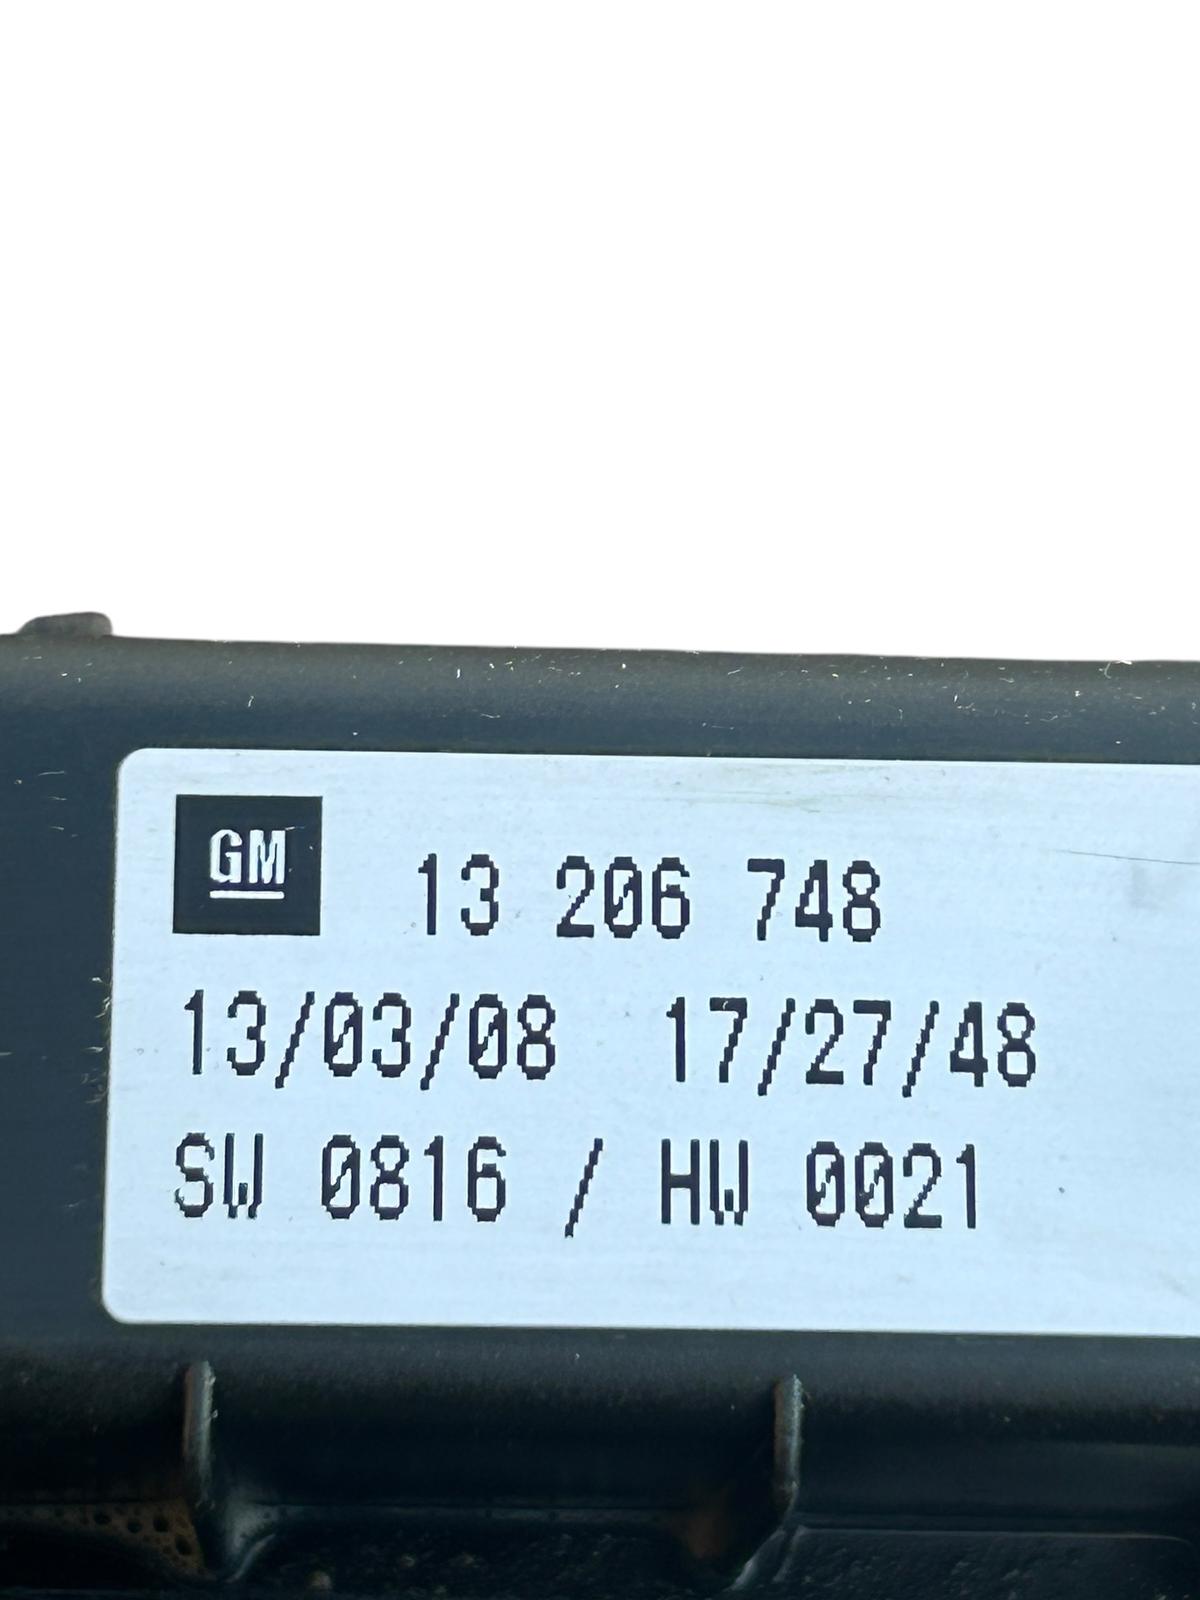 GM 13 206 748
13/03/08 17/27/48
SW 0816 / HW 0021